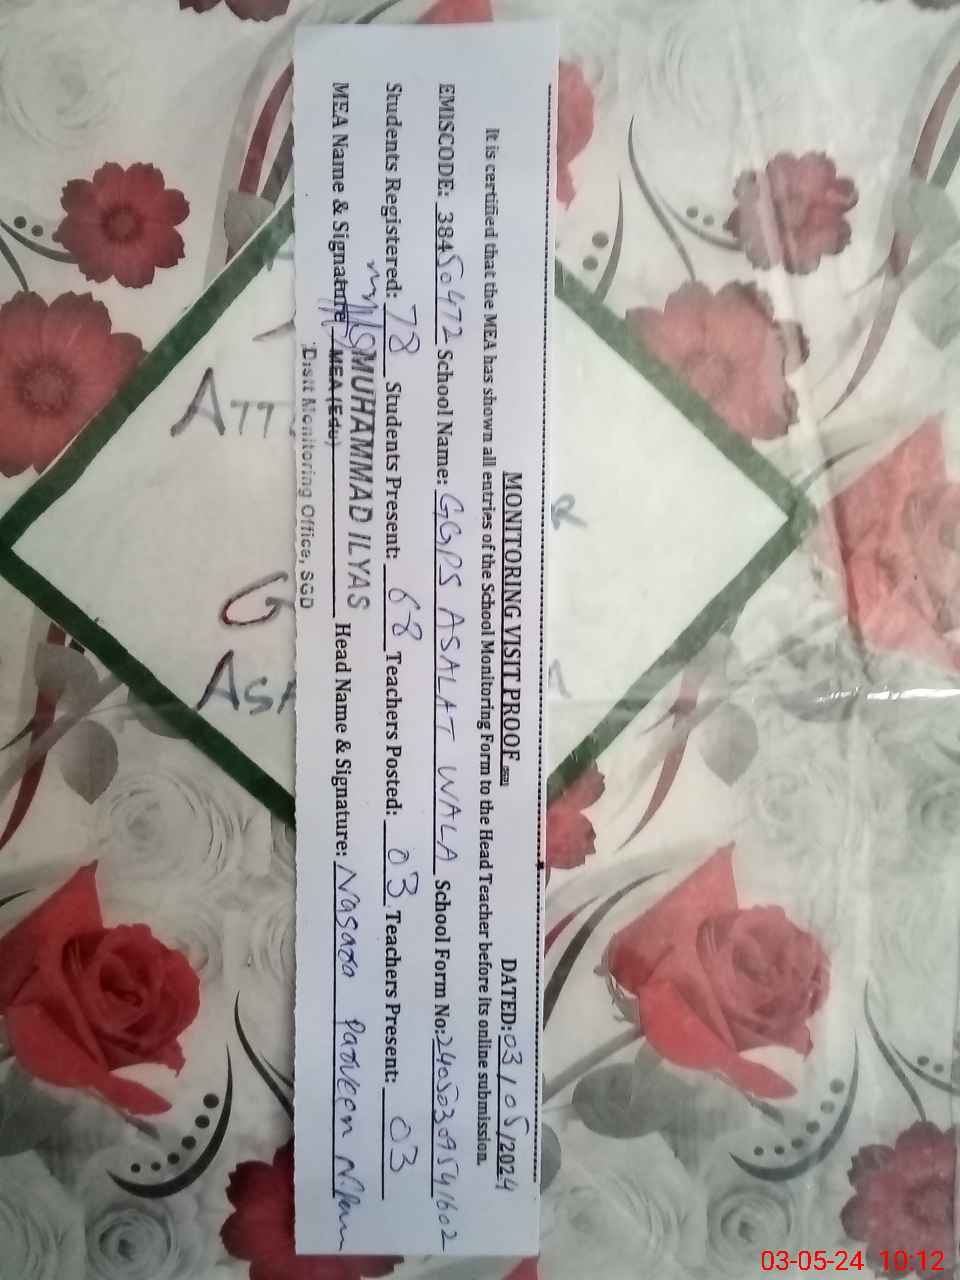 MONITORING VISIT PROOF DATED: 03/05/2024
It is certified that the MEA has shown all entries of the School Monitoring Form to the Head Teacher before its online submission.
EMISCODE: 38450472 School Name: GGPS ASALAT WALA School Form No: 24050309541602
Students Registered: 78 Students Present: 68 Teachers Posted: 03 Teachers Present: 03
MEA Name & Signature MUHAMMAD ILYAS Head Name & Signature: Nasara Parveen
MEA (Edu)
Distt Monitoring Office, SGD
03-05-24 10:12